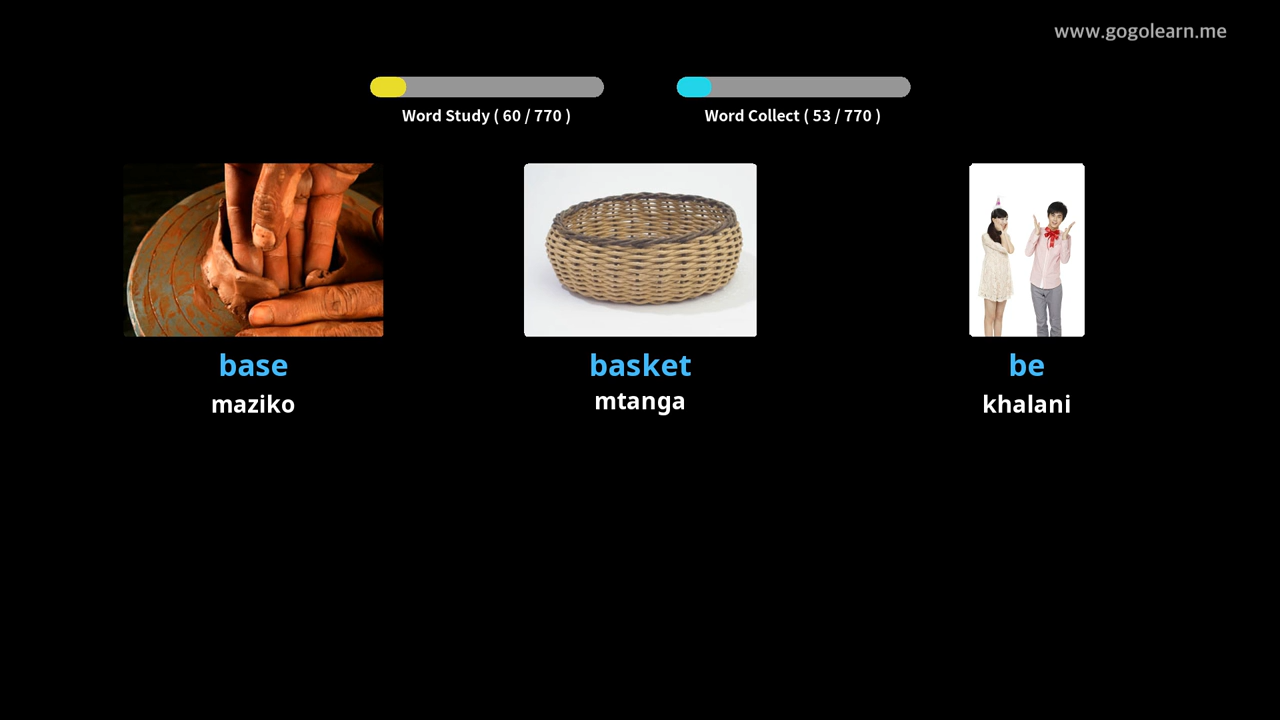 www.gogolearn.me
Word Study ( 60 / 770 )
Word Collect ( 53 / 770 )
base
maziko
basket
mtanga
be
khalani